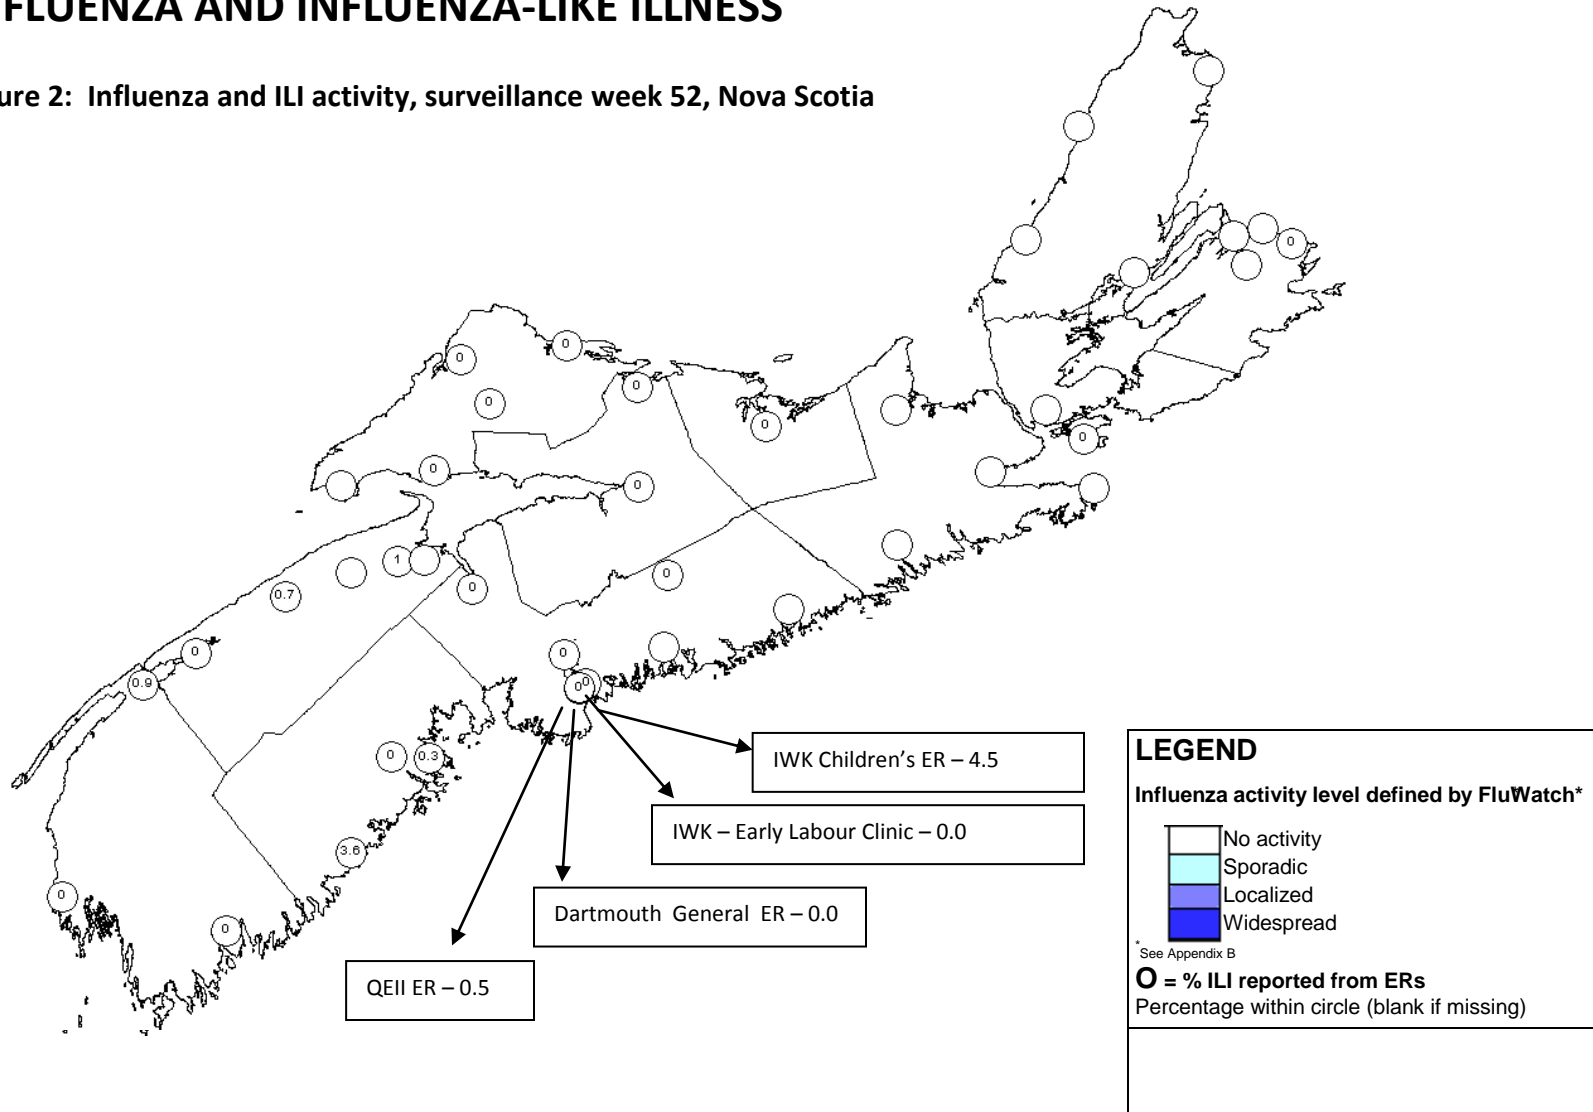 FLUENZA AND INFLUENZA-LIKE ILLNESS
ure 2: Influenza and ILI activity, surveillance week 52, Nova Scotia
0
0
0
0
0
0
0
0
0
0
1
0
0
0.7
0
0
0.9
0
0
0
0.3
3.6
0
0
IWK Children's ER – 4.5
IWK – Early Labour Clinic – 0.0
Dartmouth General ER – 0.0
QEII ER – 0.5
LEGEND
Influenza activity level defined by FluWatch*
No activity
Sporadic
Localized
Widespread
*See Appendix B
O = % ILI reported from ERs
Percentage within circle (blank if missing)